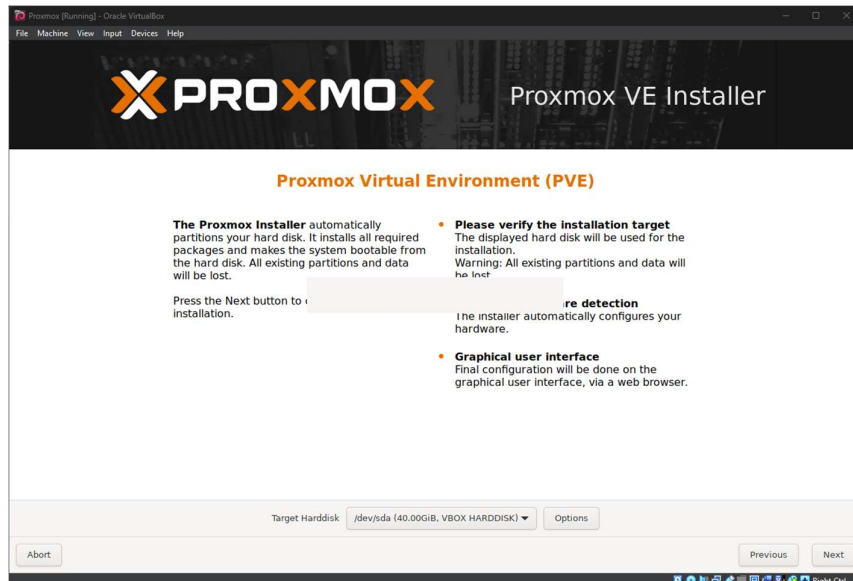 Proxmox [Running] - Oracle VirtualBox
File Machine View Input Devices Help
PROXMOX
Proxmox VE Installer
Proxmox Virtual Environment (PVE)
The Proxmox Installer automatically
partitions your hard disk. It installs all required
packages and makes the system bootable from
the hard disk. All existing partitions and data
will be lost.
Press the Next button to
installation.
Please verify the installation target
The displayed hard disk will be used for the
installation.
Warning: All existing partitions and data will
be lost
detection
The installer automatically configures your
hardware.
Graphical user interface
Final configuration will be done on the
graphical user interface, via a web browser.
Target Harddisk /dev/sda (40.00GiB, VBOX HARDDISK) Options
Abort Previous Next
Right Ctrl